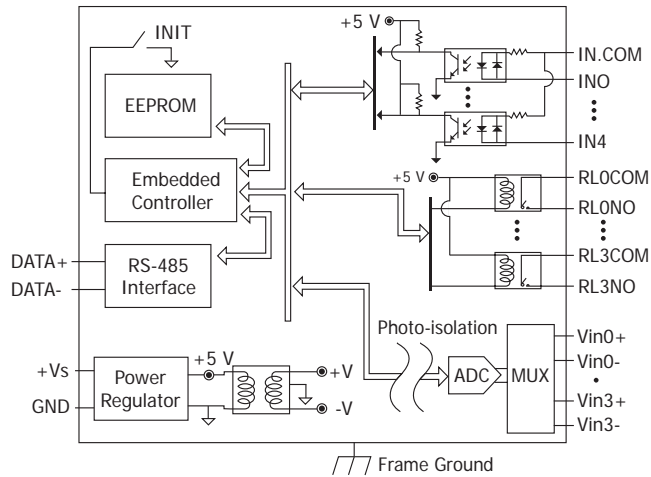 INIT
+5 V
IN.COM
INO
EEPROM
IN4
Embedded
Controller
+5 V
RL0COM
RL0NO
DATA+
DATA-
RS-485
Interface
RL3COM
RL3NO
Photo-isolation
Vin0+
+Vs
Power
Regulator
+5 V
+V
ADC
MUX
Vin0-
GND
-V
Vin3+
Vin3-
Frame Ground